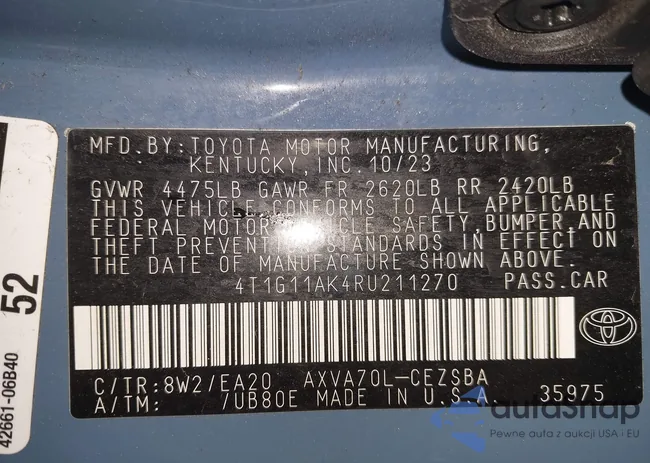 MFD.BY:TOYOTA MOTOR MANUFACTURING,
KENTUCKY,INC. 10/23
GVWR 4475LB GAWR FR 2620LB RR 2420LB
THIS VEHICLE CONFORMS TO ALL APPLICABLE
FEDERAL MOTOR VEHICLE SAFETY,BUMPER,AND
THEFT PREVENTION STANDARDS IN EFFECT ON
THE DATE OF MANUFACTURE SHOWN ABOVE.
4T1G11AK4RU211270 PASS.CAR
C/TR:8W2/EA20 AXVA70L-CEZSBA
A/TM: 7UB80E MADE IN U.S.A. 35975
52
42661-06B40
autosnap
Pewne auta z aukcji USA i EU